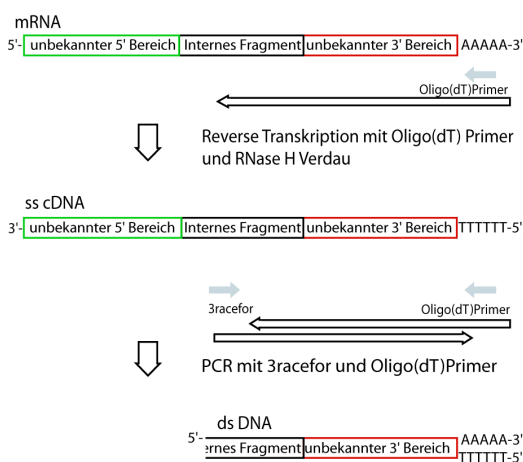 mRNA
5'- unbekannter 5' Bereich Internes Fragment unbekannter 3' Bereich AAAAA-3'
Oligo(dT)Primer
Reverse Transkription mit Oligo(dT) Primer
und RNase H Verdau
ss cDNA
3'- unbekannter 5' Bereich Internes Fragment unbekannter 3' Bereich TTTTTT-5'
3racefor Oligo(dT)Primer
PCR mit 3racefor und Oligo(dT)Primer
ds DNA
5'- AAAAA-3'
ernes Fragment unbekannter 3' Bereich
TTTTTT-5'